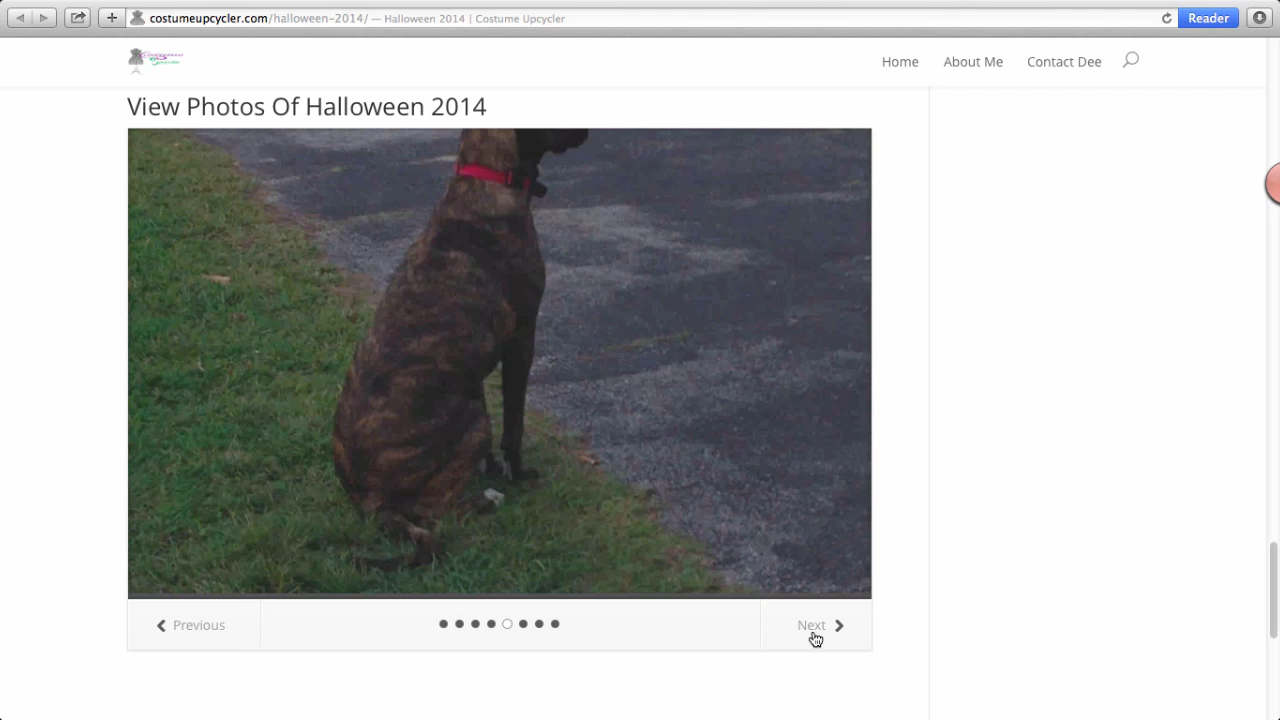 costumeupcycler.com/halloween-2014/ — Halloween 2014 | Costume Upcycler
Reader
Home
About Me
Contact Dee
View Photos Of Halloween 2014
Previous
Next